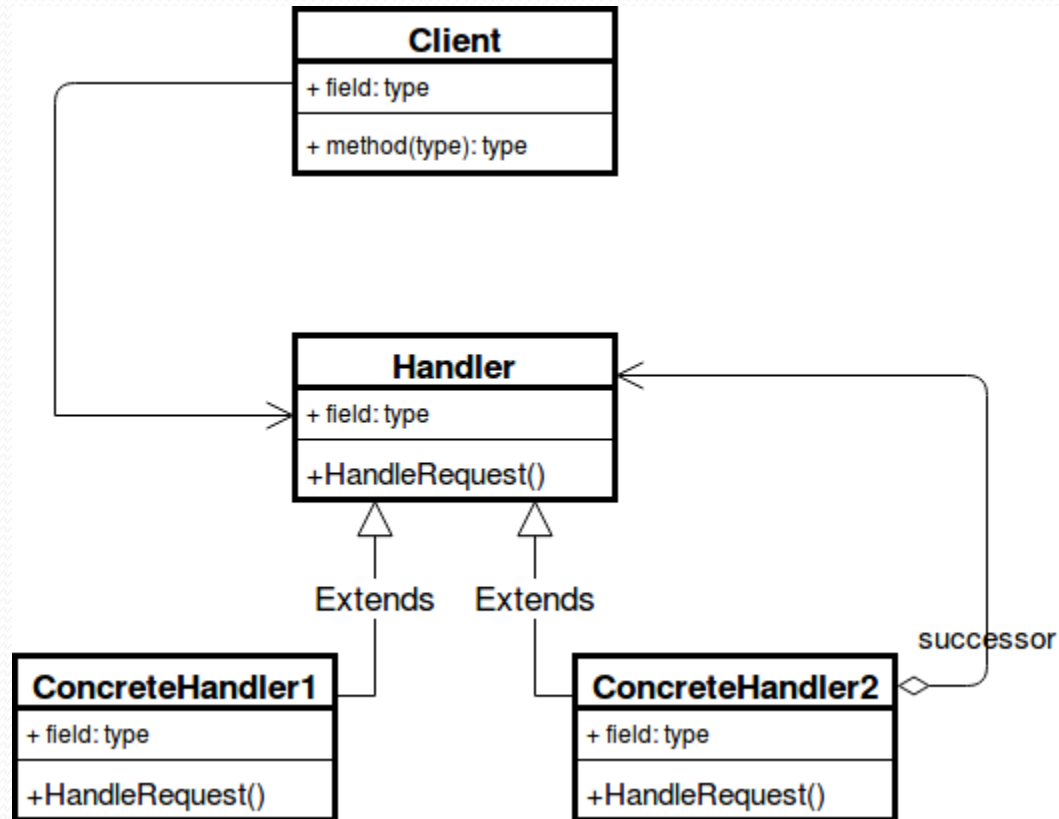 Client
+ field: type
+ method(type): type
Handler
+ field: type
+HandleRequest()
Extends
Extends
successor
ConcreteHandler1
+ field: type
+HandleRequest()
ConcreteHandler2
+ field: type
+HandleRequest()